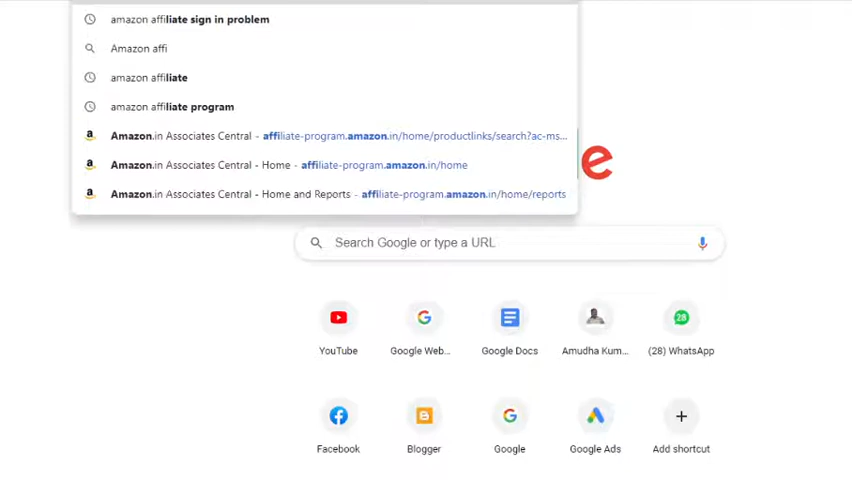 amazon affiliate sign in problem
Amazon affi
amazon affiliate
amazon affiliate program
Amazon.in Associates Central - affiliate-program.amazon.in/home/productlinks/search?ac-ms...
Amazon.in Associates Central - Home - affiliate-program.amazon.in/home
Amazon.in Associates Central - Home and Reports - affiliate-program.amazon.in/home/reports
e
Search Google or type a URL
28
YouTube Google Web... Google Docs Amudha Kum... (28) WhatsApp
Facebook Blogger Google Google Ads Add shortcut